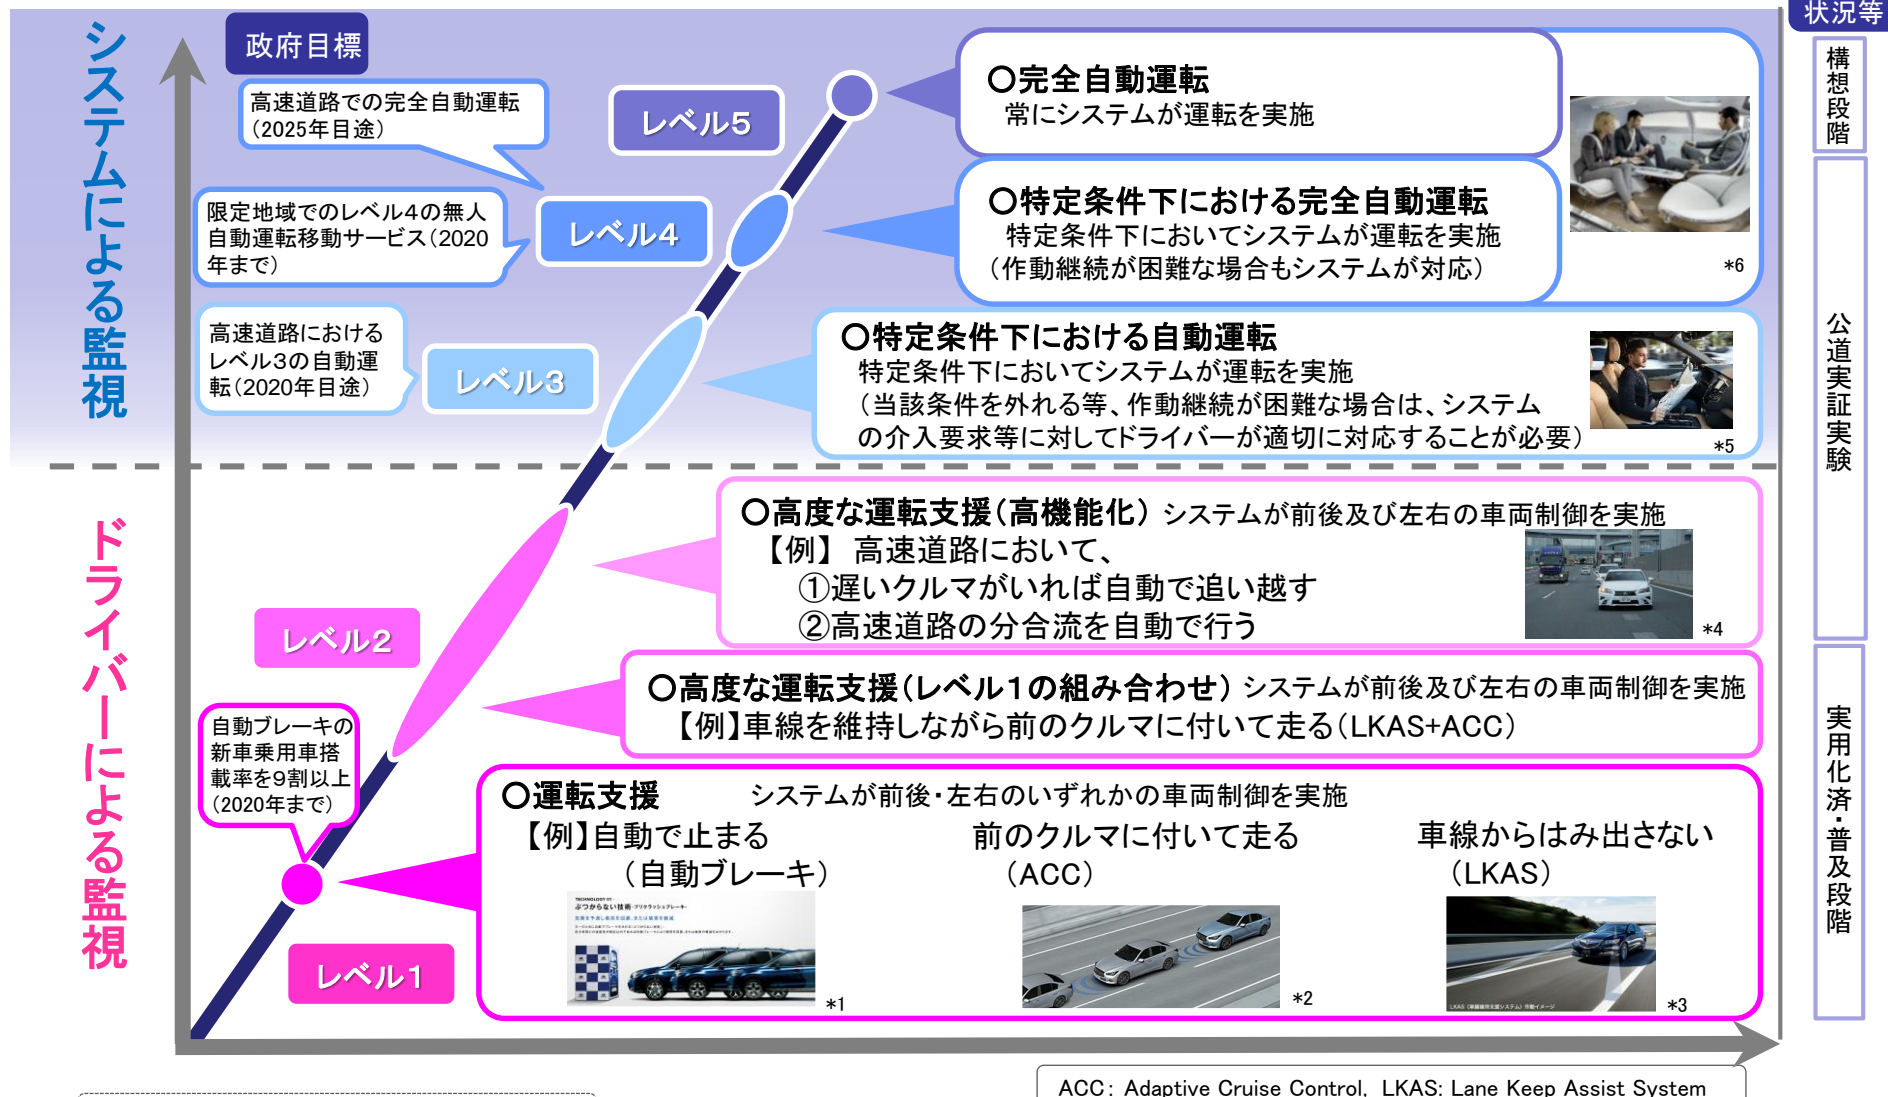 状況等
システムによる監視
政府目標
高速道路での完全自動運転
(2025年目途)
レベル5
○完全自動運転
常にシステムが運転を実施
構想段階
限定地域でのレベル4の無人
自動運転移動サービス(2020
年まで)
レベル4
○特定条件下における完全自動運転
特定条件下においてシステムが運転を実施
(作動継続が困難な場合もシステムが対応)
*6
高速道路における
レベル3の自動運
転(2020年目途)
レベル3
○特定条件下における自動運転
特定条件下においてシステムが運転を実施
(当該条件を外れる等、作動継続が困難な場合は、システム
の介入要求等に対してドライバーが適切に対応することが必要)
*5
公道実証実験
ドライバーによる監視
○高度な運転支援(高機能化) システムが前後及び左右の車両制御を実施
【例】 高速道路において、
①遅いクルマがいれば自動で追い越す
②高速道路の分合流を自動で行う
*4
レベル2
○高度な運転支援(レベル1の組み合わせ) システムが前後及び左右の車両制御を実施
【例】車線を維持しながら前のクルマに付いて走る(LKAS+ACC)
自動ブレーキの
新車乗用車搭
載率を9割以上
(2020年まで)
○運転支援 システムが前後・左右のいずれかの車両制御を実施
【例】自動で止まる
(自動ブレーキ)
前のクルマに付いて走る
(ACC)
車線からはみ出さない
(LKAS)
TECHNOLOGY 01
ぶつからない技術
*1
*2
LKAS(車線維持支援システム)作動イメージ
*3
レベル1
実用化済・普及段階
ACC: Adaptive Cruise Control, LKAS: Lane Keep Assist System